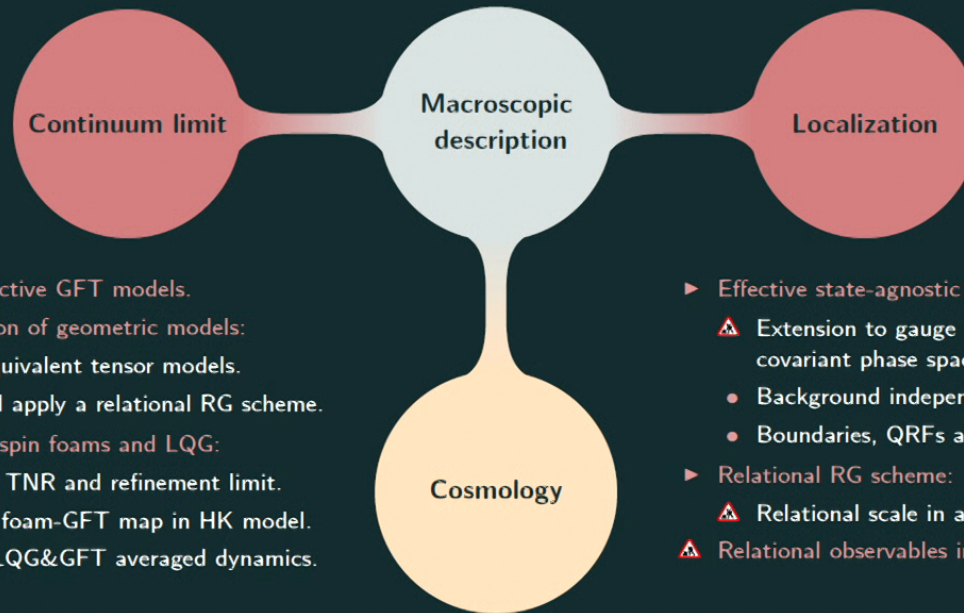 Continuum limit
Macroscopic
description
Localization
ctive GFT models.
on of geometric models:
uivalent tensor models.
l apply a relational RG scheme.
spin foams and LQG:
TNR and refinement limit.
foam-GFT map in HK model.
LQG&GFT averaged dynamics.
Cosmology
Effective state-agnostic
Extension to gauge
covariant phase spac
Background indepen
Boundaries, QRFs a
Relational RG scheme:
Relational scale in a
Relational observables i